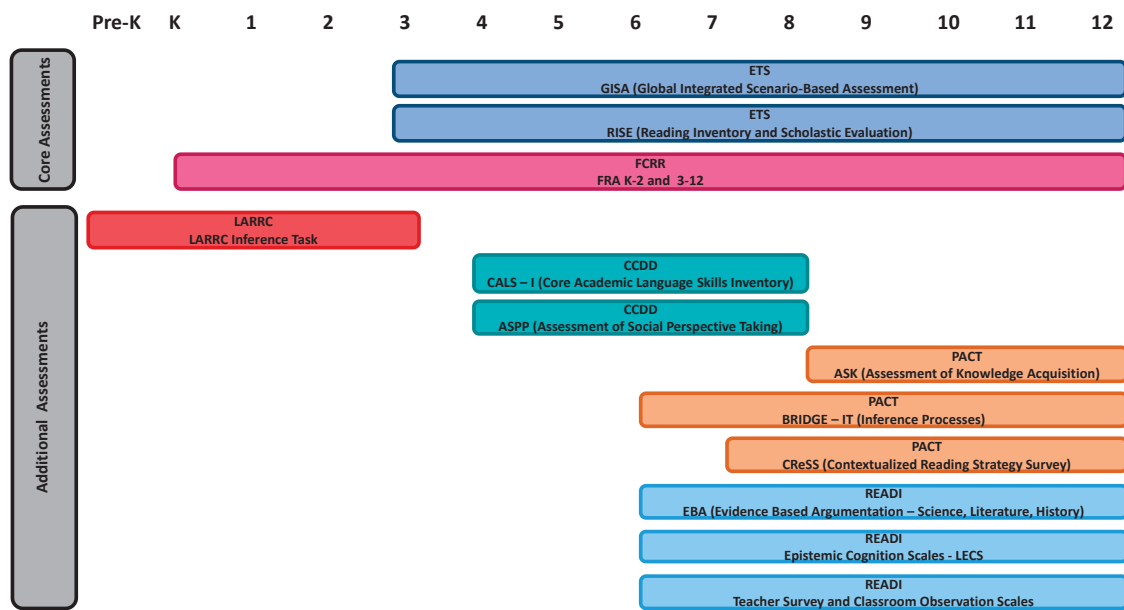 Pre-K K 1 2 3 4 5 6 7 8 9 10 11 12
Core Assessments
ETS
GISA (Global Integrated Scenario-Based Assessment)
ETS
RISE (Reading Inventory and Scholastic Evaluation)
FCRR
FRA K-2 and 3-12
Additional Assessments
LARRC
LARRC Inference Task
CCDD
CALS – I (Core Academic Language Skills Inventory)
CCDD
ASPP (Assessment of Social Perspective Taking)
PACT
ASK (Assessment of Knowledge Acquisition)
PACT
BRIDGE – IT (Inference Processes)
PACT
CReSS (Contextualized Reading Strategy Survey)
READI
EBA (Evidence Based Argumentation – Science, Literature, History)
READI
Epistemic Cognition Scales - LECS
READI
Teacher Survey and Classroom Observation Scales